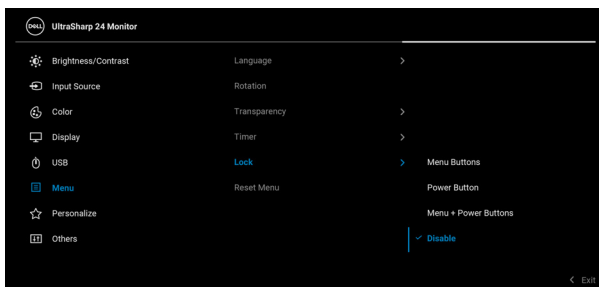 DELL UltraSharp 24 Monitor
Brightness/Contrast Language
Input Source Rotation
Color Transparency
Display Timer
USB Lock Menu Buttons
Menu Reset Menu Power Button
Personalize Menu + Power Buttons
Others Disable
Exit